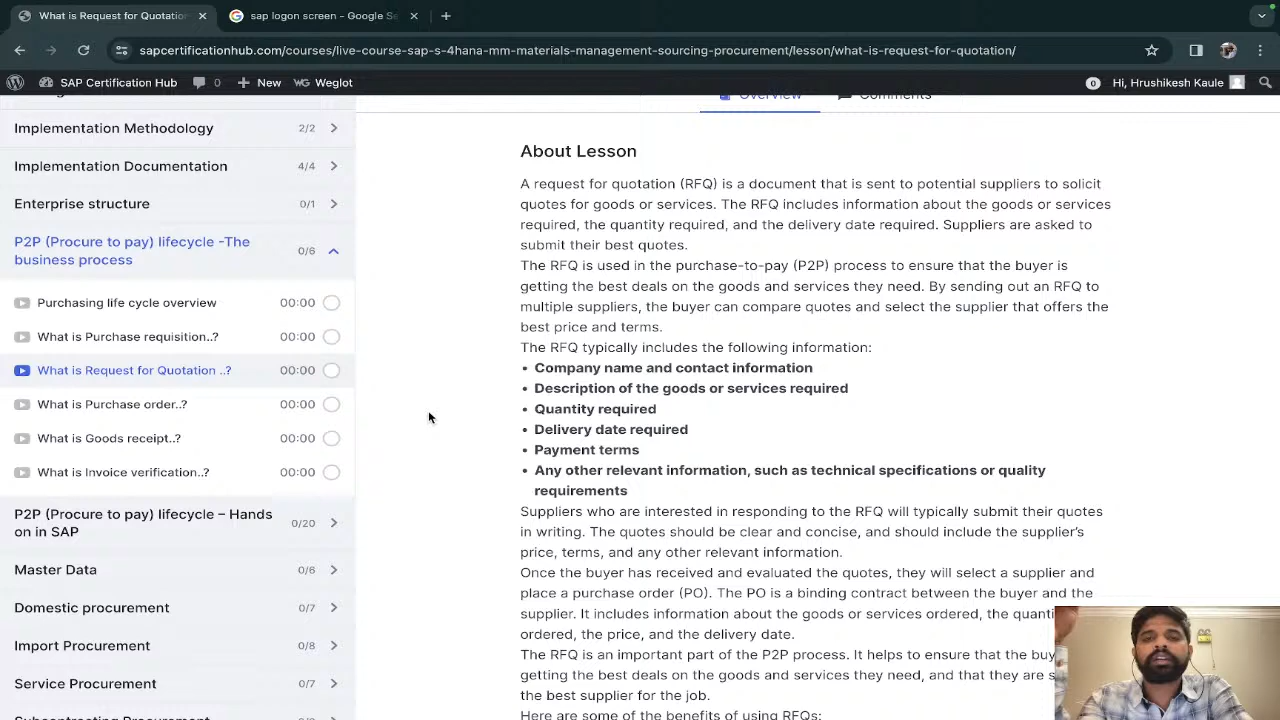 What is Request for Quotation
sap logon screen - Google Se
sapcertificationhub.com/courses/live-course-sap-s-4hana-mm-materials-management-sourcing-procurement/lesson/what-is-request-for-quotation/
SAP Certification Hub 0 New WG Weglot 0 Hi, Hrushikesh Kaule
Implementation Methodology 2/2
Implementation Documentation 4/4
Enterprise structure 0/1
P2P (Procure to pay) lifecycle -The
business process 0/6
Purchasing life cycle overview 00:00
What is Purchase requisition..? 00:00
What is Request for Quotation ..? 00:00
What is Purchase order..? 00:00
What is Goods receipt..? 00:00
What is Invoice verification..? 00:00
P2P (Procure to pay) lifecycle – Hands
on in SAP 0/20
Master Data 0/6
Domestic procurement 0/7
Import Procurement 0/8
Service Procurement 0/7
Subcontracting Procurement
Overview Comments
About Lesson
A request for quotation (RFQ) is a document that is sent to potential suppliers to solicit
quotes for goods or services. The RFQ includes information about the goods or services
required, the quantity required, and the delivery date required. Suppliers are asked to
submit their best quotes.
The RFQ is used in the purchase-to-pay (P2P) process to ensure that the buyer is
getting the best deals on the goods and services they need. By sending out an RFQ to
multiple suppliers, the buyer can compare quotes and select the supplier that offers the
best price and terms.
The RFQ typically includes the following information:
• Company name and contact information
• Description of the goods or services required
• Quantity required
• Delivery date required
• Payment terms
• Any other relevant information, such as technical specifications or quality
requirements
Suppliers who are interested in responding to the RFQ will typically submit their quotes
in writing. The quotes should be clear and concise, and should include the supplier's
price, terms, and any other relevant information.
Once the buyer has received and evaluated the quotes, they will select a supplier and
place a purchase order (PO). The PO is a binding contract between the buyer and the
supplier. It includes information about the goods or services ordered, the quanti
ordered, the price, and the delivery date.
The RFQ is an important part of the P2P process. It helps to ensure that the buy
getting the best deals on the goods and services they need, and that they are s
the best supplier for the job.
Here are some of the benefits of using RFQs: